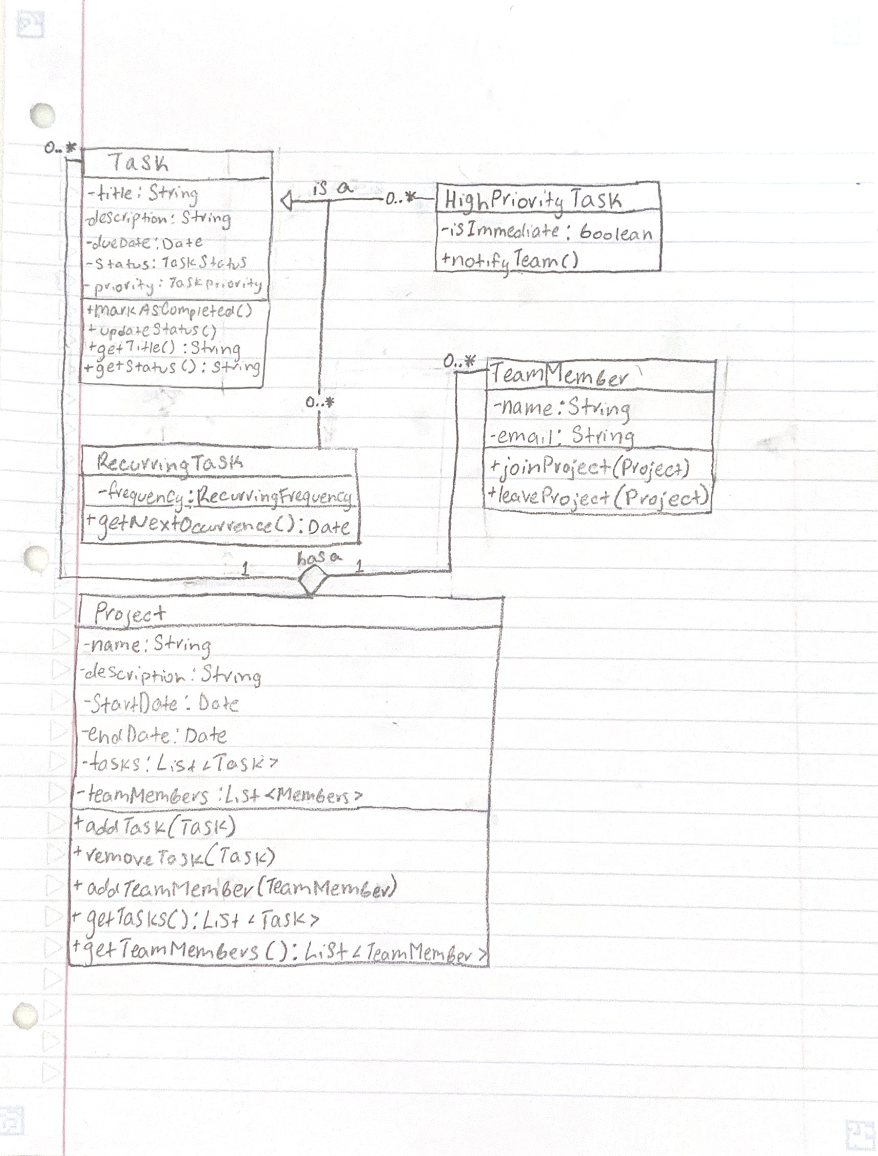 0..*
Task
-title: String
-description: String
-dueDate: Date
-Status: TaskStatus
-priority: TaskPriority
+markAsCompleted()
+updateStatus()
+getTitle() : String
+getStatus() : String
is a
0..*
HighPriorityTask
-isImmediate: boolean
+notifyTeam()
0..*
0..*
TeamMember
-name: String
-email: String
+joinProject(Project)
+leaveProject(Project)
RecurringTask
-frequency: RecurringFrequency
+getNextOccurrence(): Date
has a
1
1
Project
-name: String
-description: String
-StartDate: Date
-endDate: Date
-tasks: List<Task>
-teamMembers: List<Members>
+addTask(Task)
+removeTask(Task)
+addTeamMember(TeamMember)
+getTasks(): List<Task>
+getTeamMembers(): List<TeamMember>